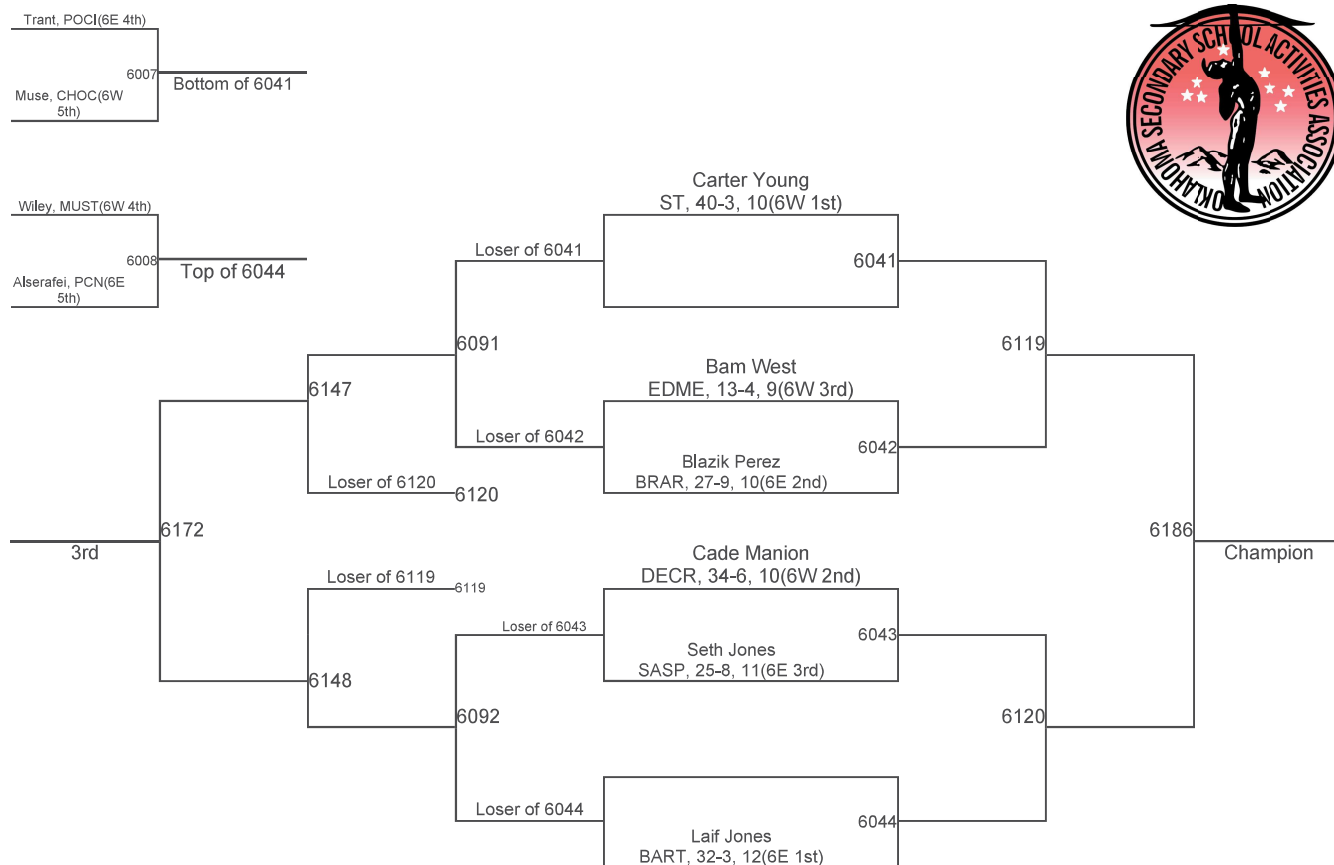 Trant, POCI(6E 4th)
6007
Bottom of 6041
Muse, CHOC(6W
5th)
OKLAHOMA SECONDARY SCHOOL ACTIVITIES ASSOCIATION
Wiley, MUST(6W 4th)
6008
Top of 6044
Alserafei, PCN(6E
5th)
Carter Young
ST, 40-3, 10(6W 1st)
Loser of 6041
6041
6091
6119
Bam West
EDME, 13-4, 9(6W 3rd)
6147
Loser of 6042
6042
Blazik Perez
BRAR, 27-9, 10(6E 2nd)
Loser of 6120
6120
6172
3rd
6186
Champion
Cade Manion
DECR, 34-6, 10(6W 2nd)
Loser of 6119
6119
Loser of 6043
6043
Seth Jones
SASP, 25-8, 11(6E 3rd)
6148
6092
6120
Loser of 6044
6044
Laif Jones
BART, 32-3, 12(6E 1st)